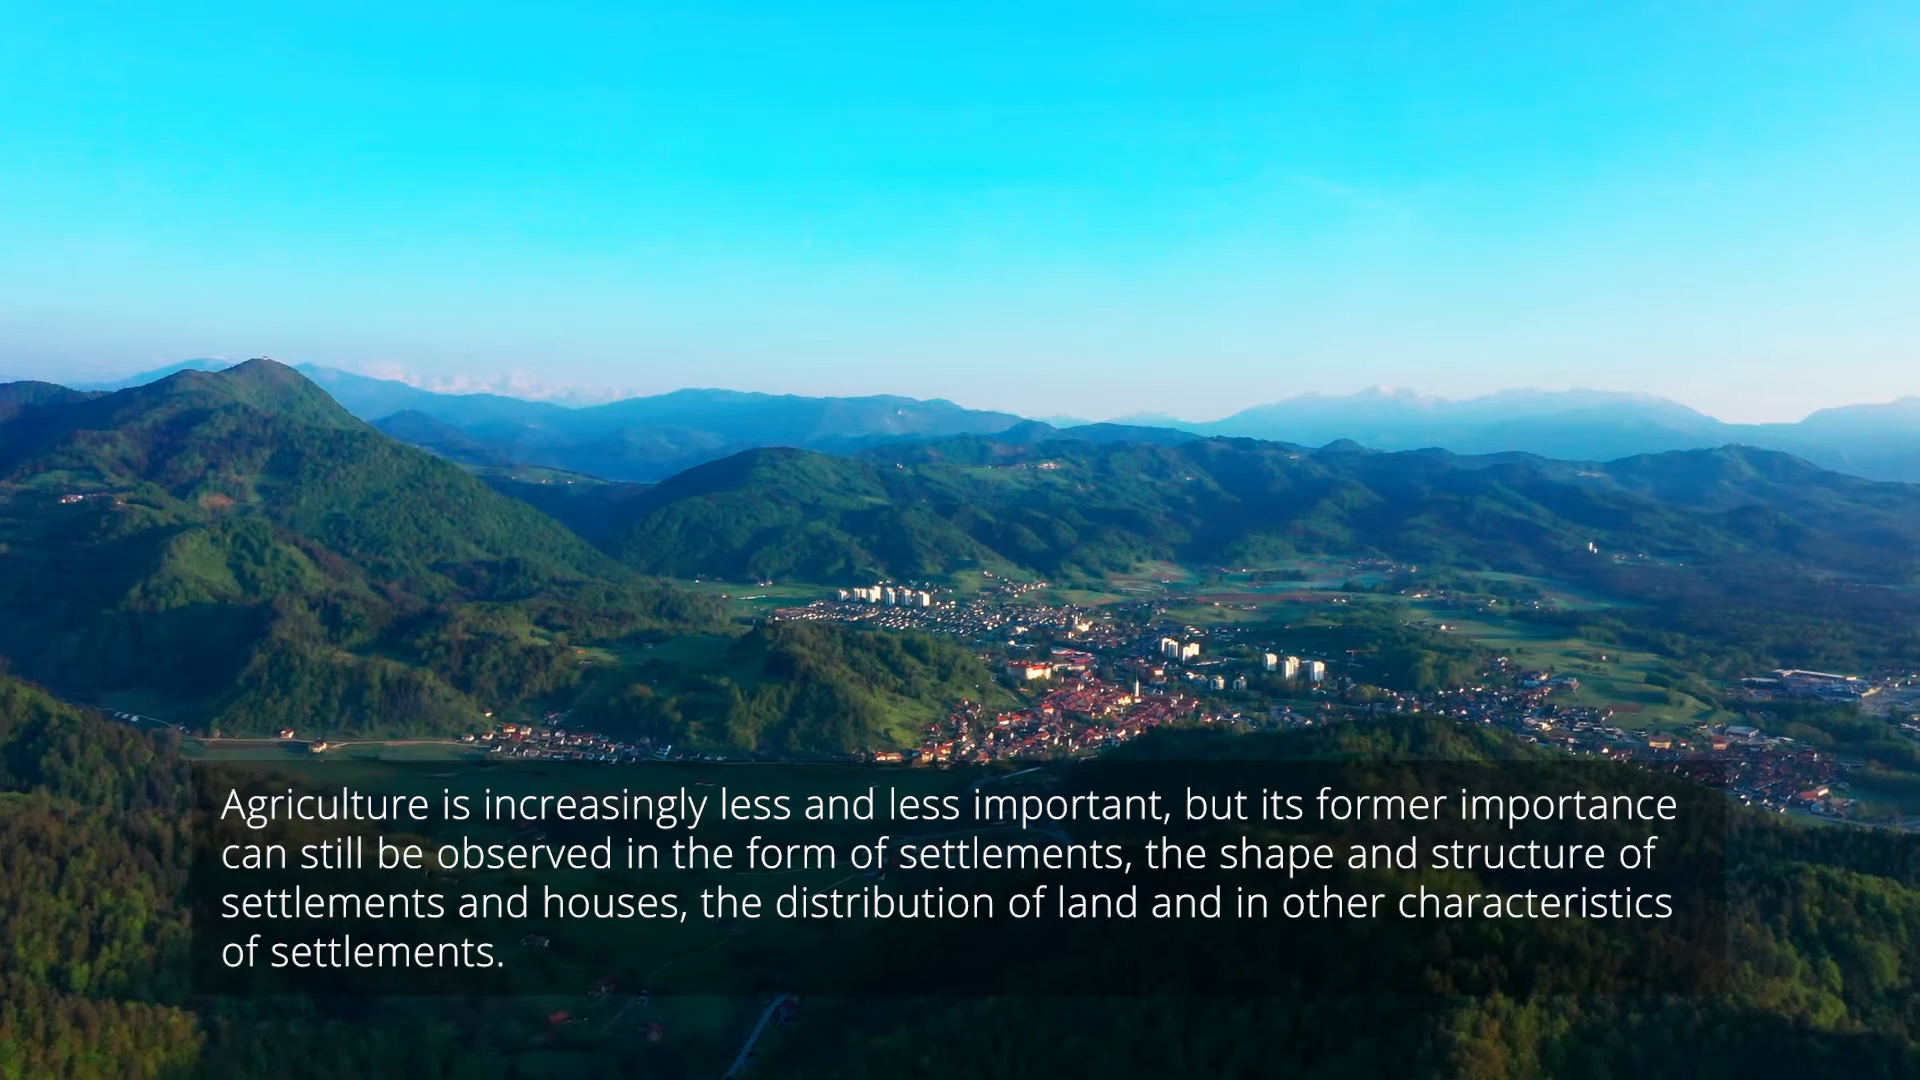 Agriculture is increasingly less and less important, but its former importance
can still be observed in the form of settlements, the shape and structure of
settlements and houses, the distribution of land and in other characteristics
of settlements.